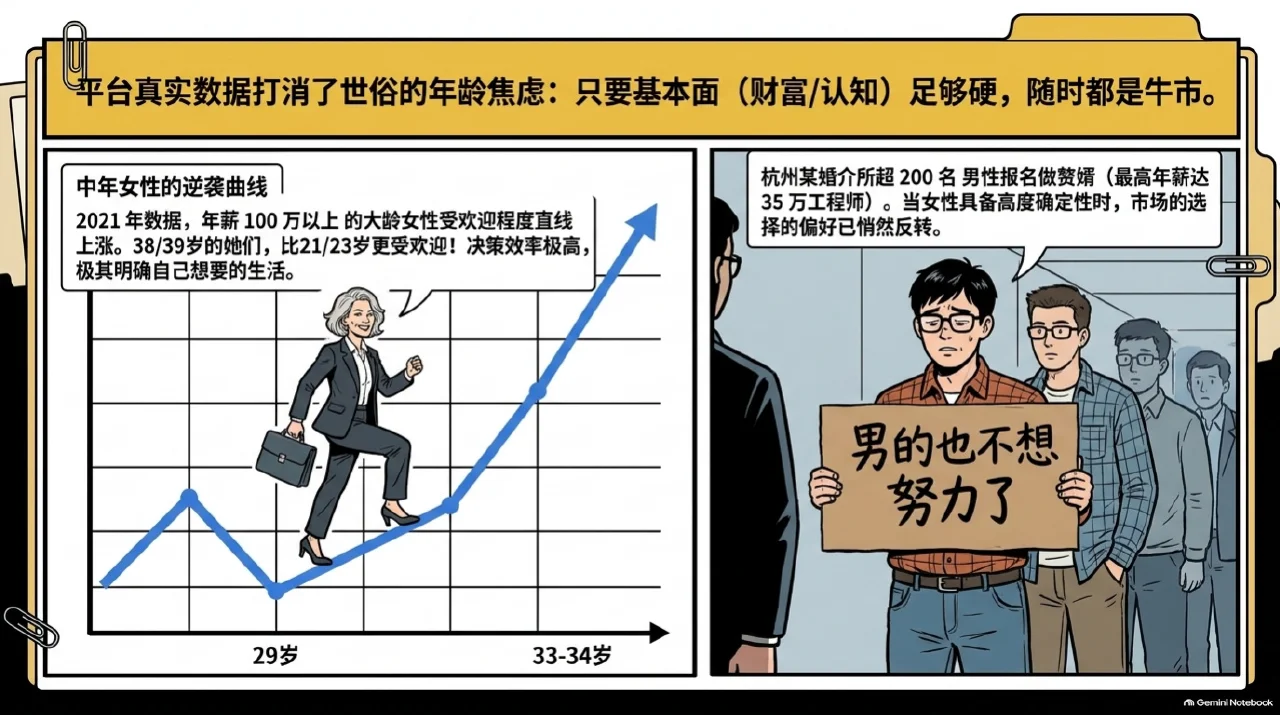 平台真实数据打消了世俗的年龄焦虑：只要基本面（财富/认知）足够硬，随时都是牛市。
中年女性的逆袭曲线
2021 年数据，年薪 100 万以上 的大龄女性受欢迎程度直线
上涨。38/39岁的她们，比21/23岁更受欢迎！决策效率极高，
极其明确自己想要的生活。
29岁
33-34岁
杭州某婚介所超 200 名 男性报名做赘婿（最高年薪达
35 万工程师）。当女性具备高度确定性时，市场的选
择的偏好已悄然反转。
男的也不想
努力了
Gemini Notebook